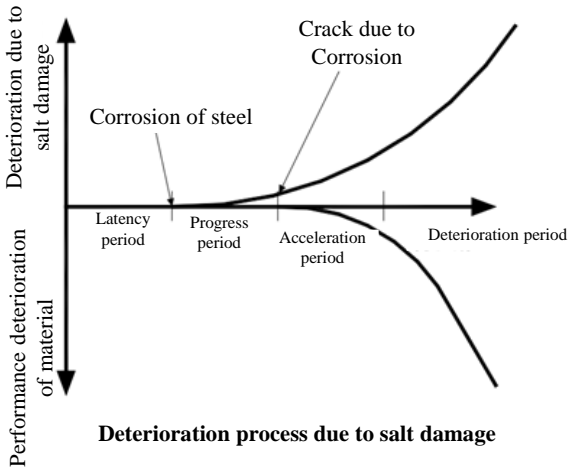 Deterioration due to
salt damage
Crack due to
Corrosion
Corrosion of steel
Latency
period
Progress
period
Acceleration
period
Deterioration period
Performance deterioration
of material
Deterioration process due to salt damage